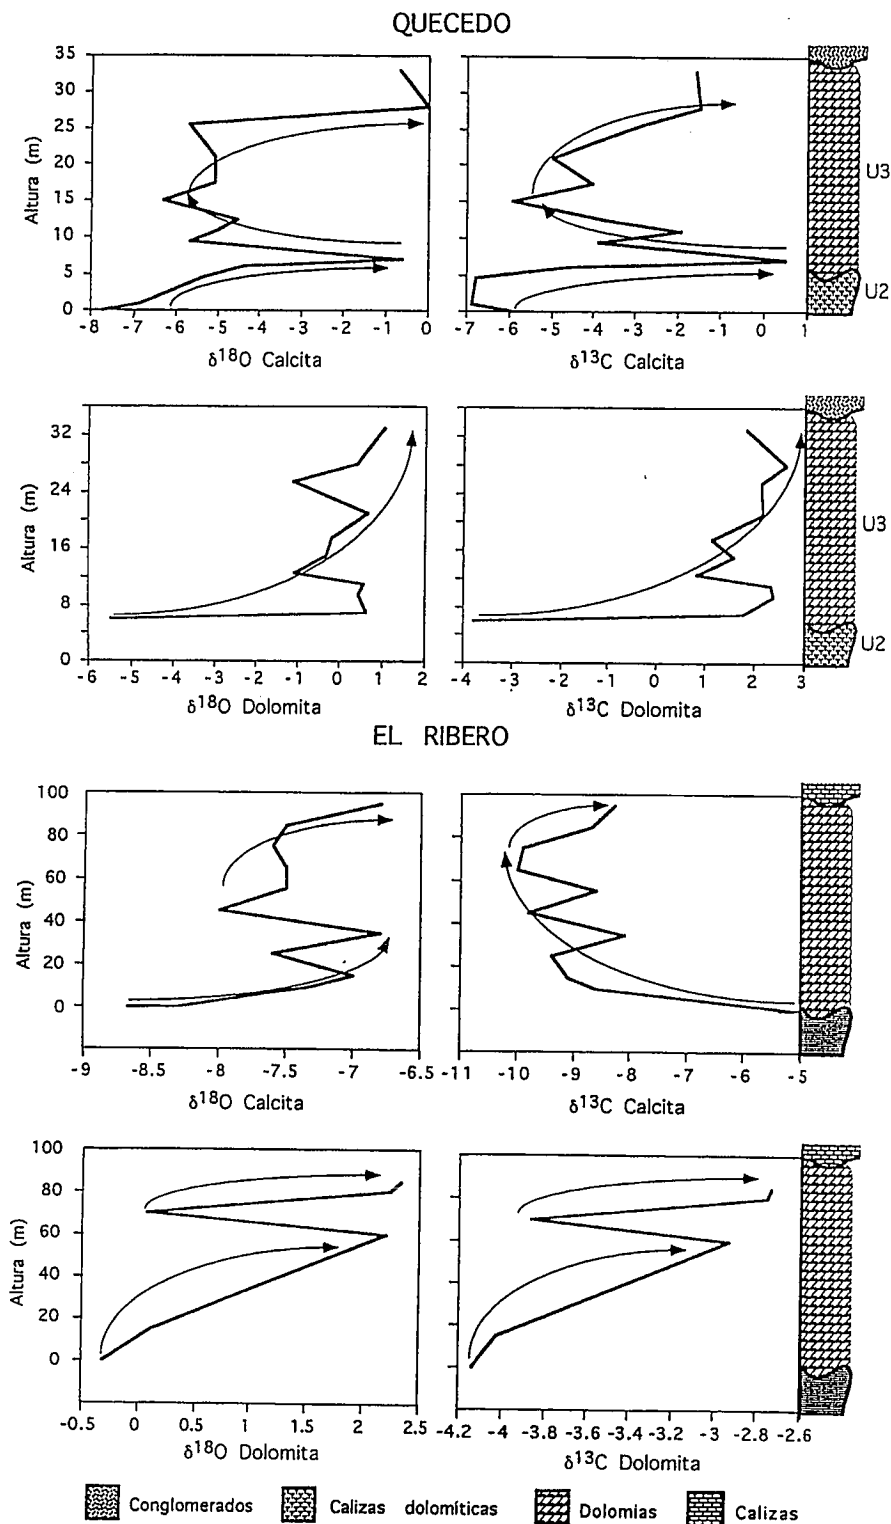 QUECEDO
35
30
25
20
15
10
5
0
Altura (m)
-8 -7 -6 -5 -4 -3 -2 -1 0
δ18O Calcita
-7 -6 -5 -4 -3 -2 -1 0 1
δ13C Calcita
U3
U2
32
24
16
8
0
Altura (m)
-6 -5 -4 -3 -2 -1 0 1 2
δ18O Dolomita
-4 -3 -2 -1 0 1 2 3
δ13C Dolomita
U3
U2
EL RIBERO
100
80
60
40
20
0
Altura (m)
-9 -8.5 -8 -7.5 -7 -6.5
δ18O Calcita
-11 -10 -9 -8 -7 -6 -5
δ13C Calcita
100
80
60
40
20
0
Altura (m)
-0.5 0 0.5 1 1.5 2 2.5
δ18O Dolomita
-4.2 -4 -3.8 -3.6 -3.4 -3.2 -3 -2.8 -2.6
δ13C Dolomita
Conglomerados Calizas dolomíticas Dolomias Calizas